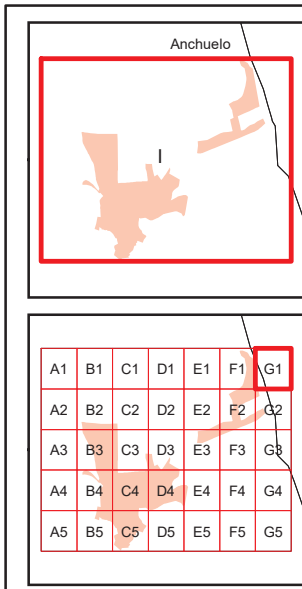 Anchuelo
I
A1 B1 C1 D1 E1 F1 G1
A2 B2 C2 D2 E2 F2 G2
A3 B3 C3 D3 E3 F3 G3
A4 B4 C4 D4 E4 F4 G4
A5 B5 C5 D5 E5 F5 G5